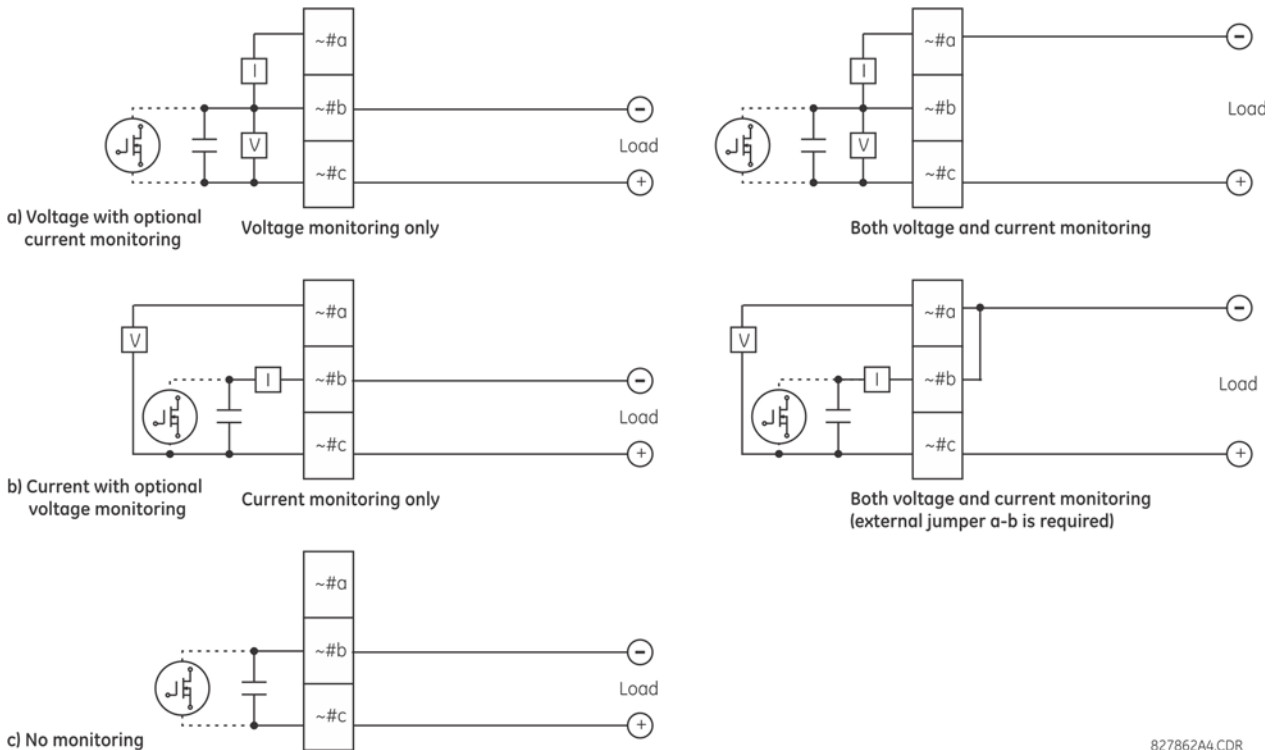 ~#a
I
~#b
−
V
Load
~#c
+
a) Voltage with optional
current monitoring
Voltage monitoring only
~#a
−
I
~#b
Load
V
~#c
+
Both voltage and current monitoring
~#a
V
I
~#b
−
Load
~#c
+
b) Current with optional
voltage monitoring
Current monitoring only
~#a
−
V
I
~#b
Load
~#c
+
Both voltage and current monitoring
(external jumper a-b is required)
~#a
~#b
−
Load
~#c
+
c) No monitoring
827862A4.CDR